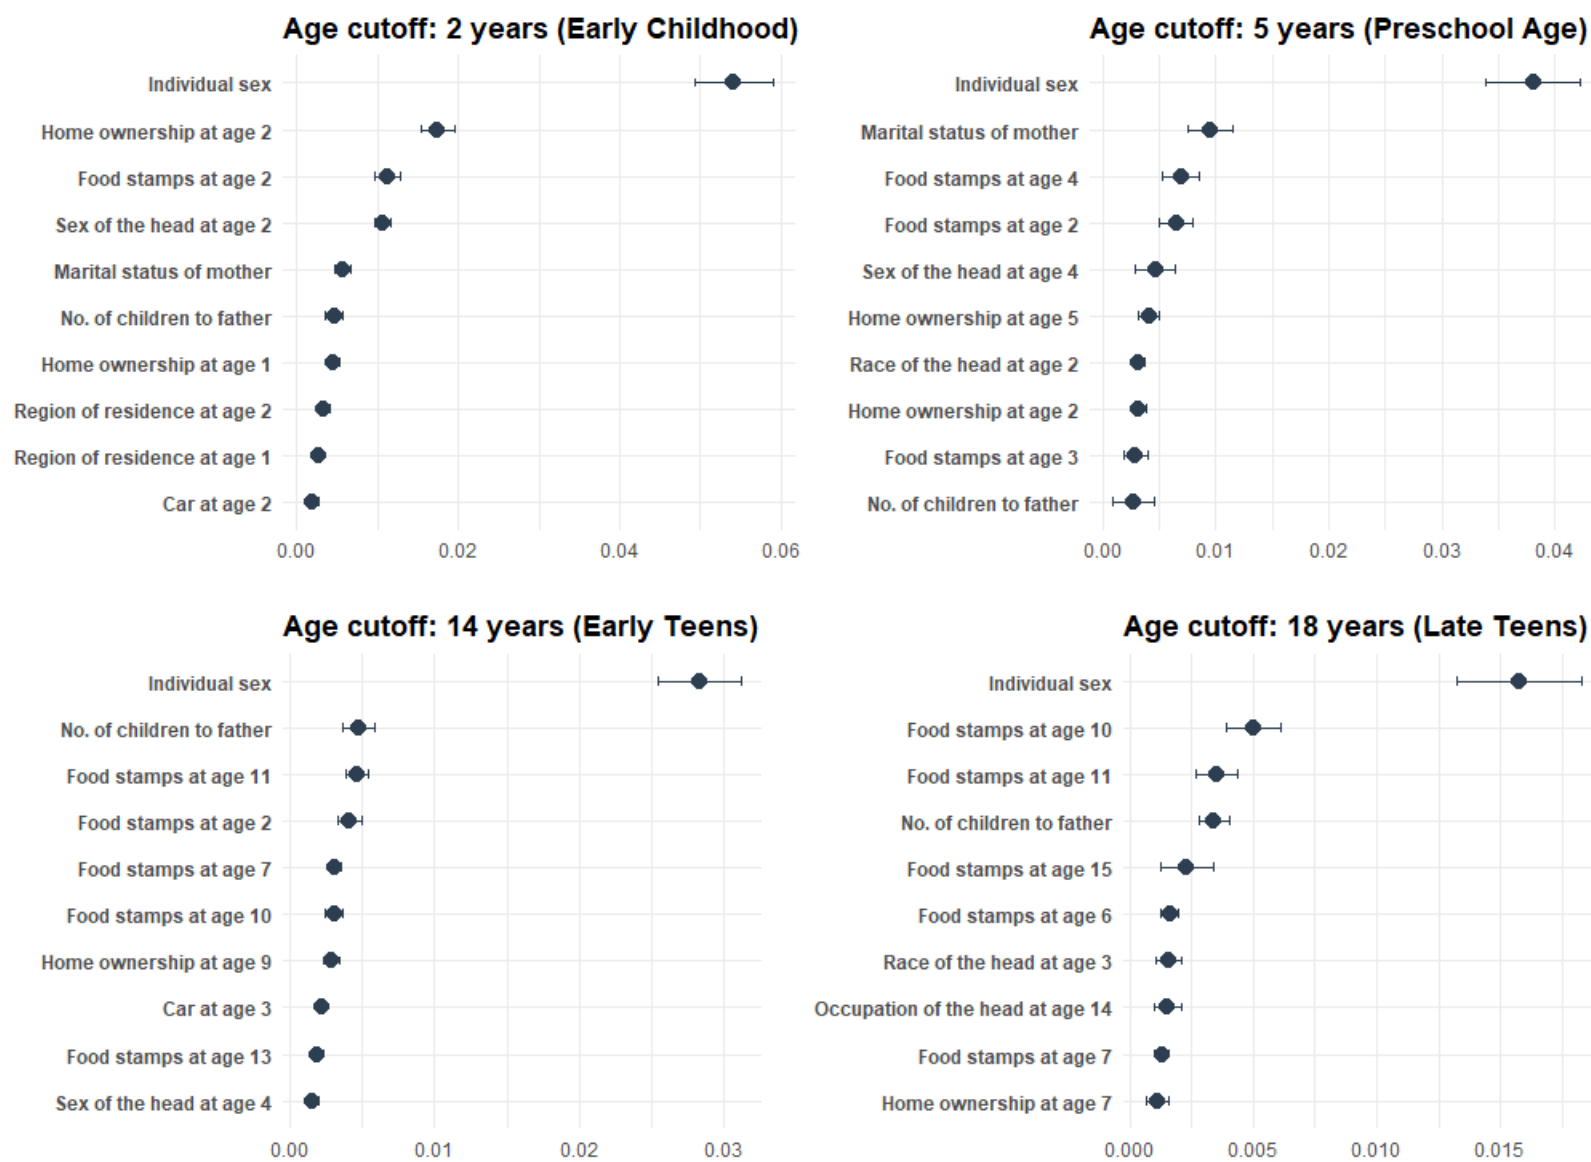 Age cutoff: 2 years (Early Childhood)
Individual sex
Home ownership at age 2
Food stamps at age 2
Sex of the head at age 2
Marital status of mother
No. of children to father
Home ownership at age 1
Region of residence at age 2
Region of residence at age 1
Car at age 2
0.00 0.02 0.04 0.06
Age cutoff: 5 years (Preschool Age)
Individual sex
Marital status of mother
Food stamps at age 4
Food stamps at age 2
Sex of the head at age 4
Home ownership at age 5
Race of the head at age 2
Home ownership at age 2
Food stamps at age 3
No. of children to father
0.00 0.01 0.02 0.03 0.04
Age cutoff: 14 years (Early Teens)
Individual sex
No. of children to father
Food stamps at age 11
Food stamps at age 2
Food stamps at age 7
Food stamps at age 10
Home ownership at age 9
Car at age 3
Food stamps at age 13
Sex of the head at age 4
0.00 0.01 0.02 0.03
Age cutoff: 18 years (Late Teens)
Individual sex
Food stamps at age 10
Food stamps at age 11
No. of children to father
Food stamps at age 15
Food stamps at age 6
Race of the head at age 3
Occupation of the head at age 14
Food stamps at age 7
Home ownership at age 7
0.000 0.005 0.010 0.015